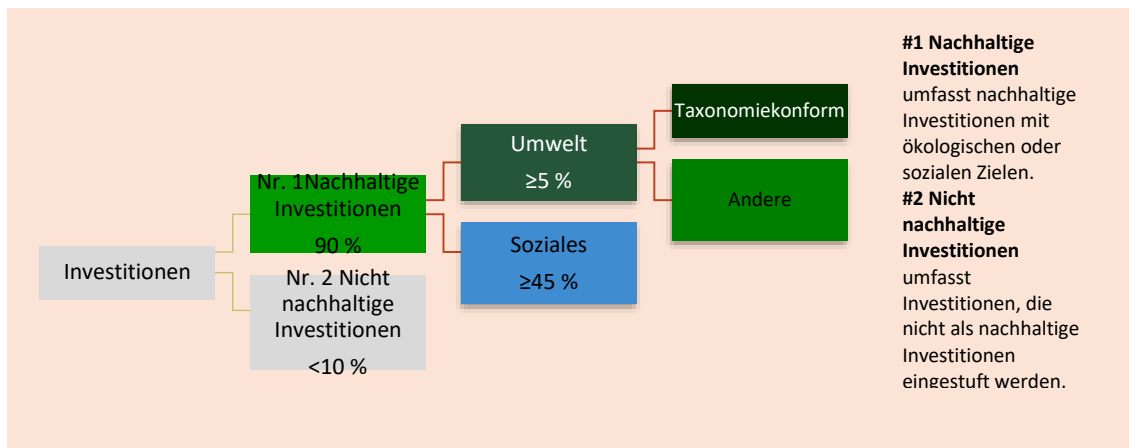 Investitionen
Nr. 1Nachhaltige
Investitionen
90 %
Nr. 2 Nicht
nachhaltige
Investitionen
<10 %
Umwelt
≥5 %
Soziales
≥45 %
Taxonomiekonform
Andere
#1 Nachhaltige
Investitionen
umfasst nachhaltige
Investitionen mit
ökologischen oder
sozialen Zielen.
#2 Nicht
nachhaltige
Investitionen
umfasst
Investitionen, die
nicht als nachhaltige
Investitionen
eingestuft werden.